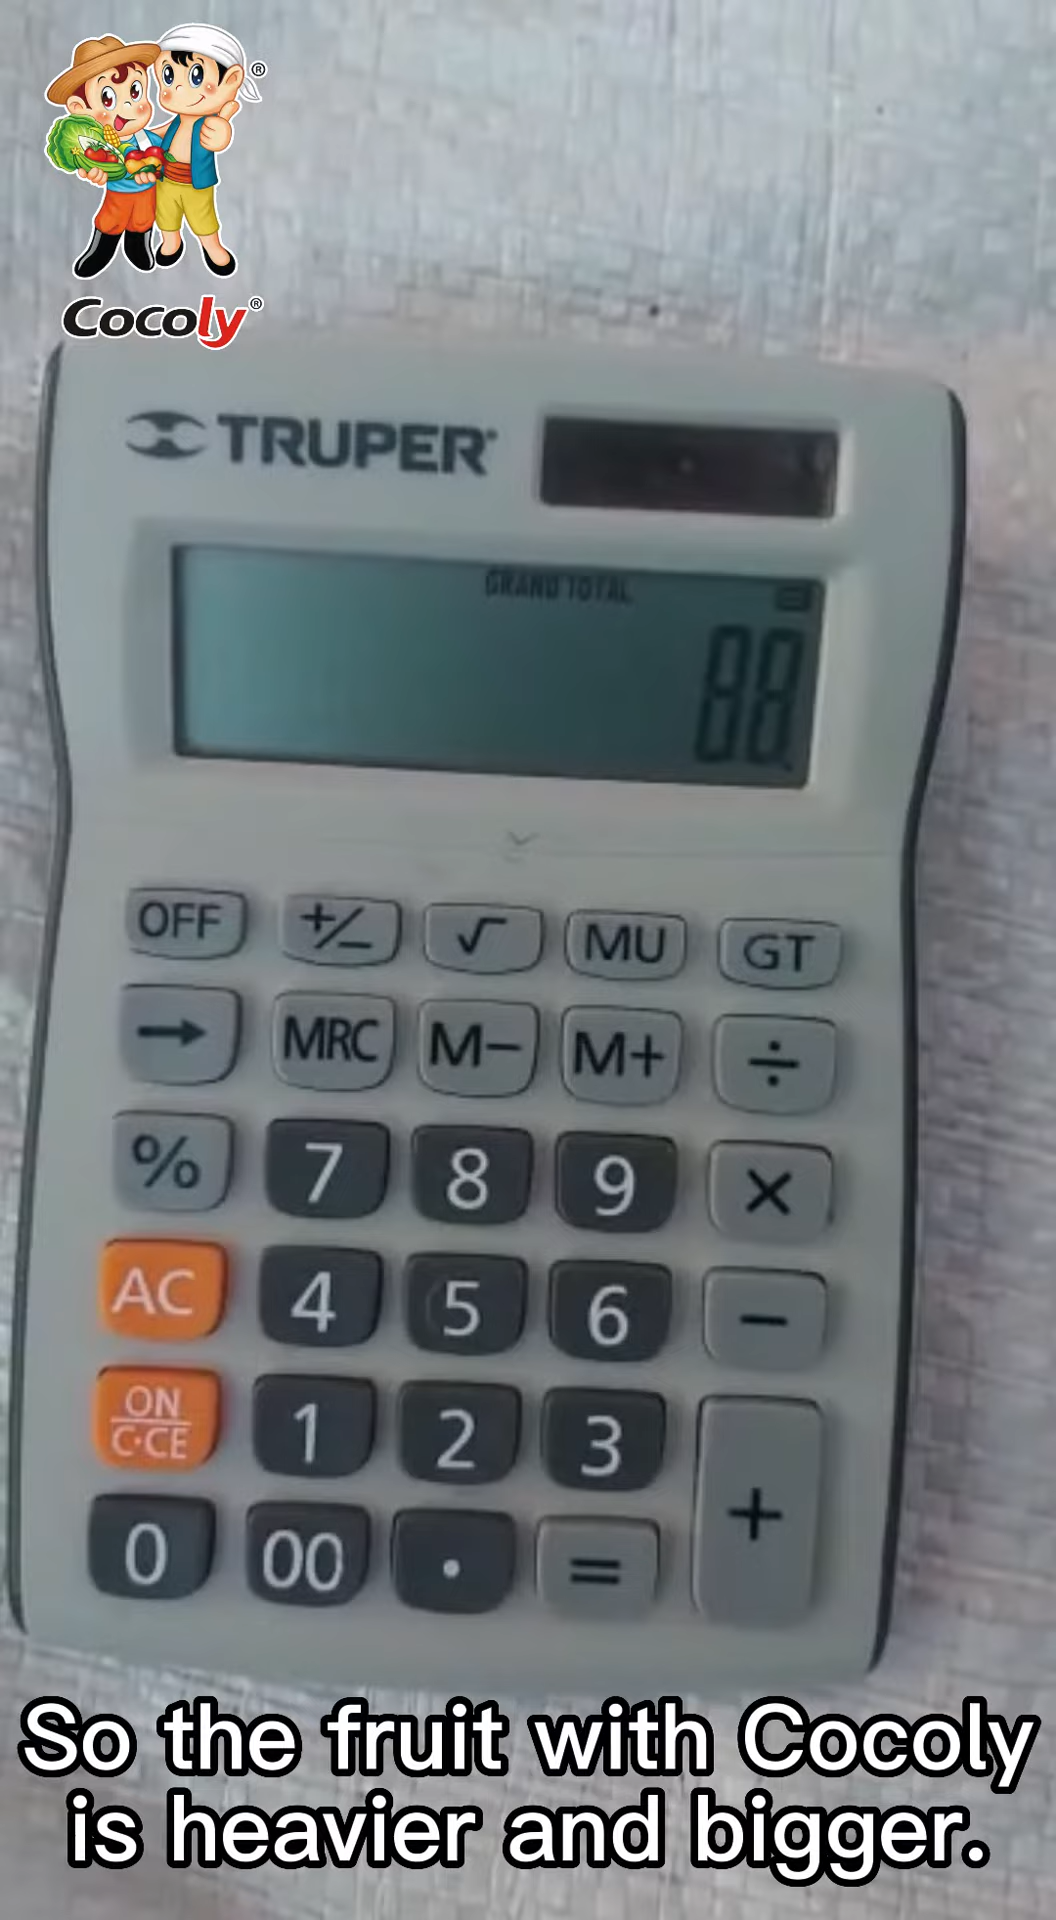 ®
Cocoly®
TRUPER
GRAND TOTAL
88.
OFF +/− √ MU GT
→ MRC M− M+ ÷
% 7 8 9 ×
AC 4 5 6 −
ON
C·CE
1 2 3
0 00 . = +
So the fruit with Cocoly
is heavier and bigger.